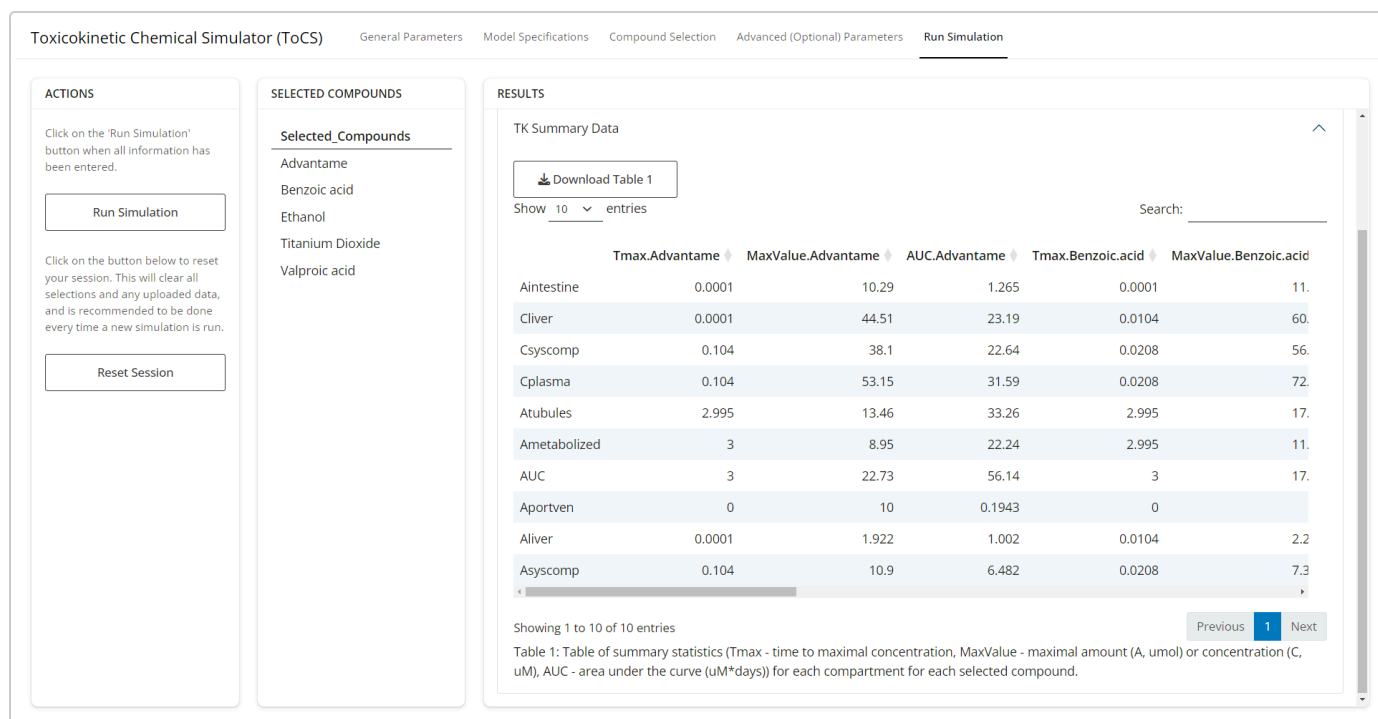 Toxicokinetic Chemical Simulator (ToCS) General Parameters Model Specifications Compound Selection Advanced (Optional) Parameters Run Simulation
ACTIONS
Click on the 'Run Simulation'
button when all information has
been entered.
Run Simulation
Click on the button below to reset
your session. This will clear all
selections and any uploaded data,
and is recommended to be done
every time a new simulation is run.
Reset Session
SELECTED COMPOUNDS
Selected_Compounds
Advantame
Benzoic acid
Ethanol
Titanium Dioxide
Valproic acid
RESULTS
TK Summary Data
Download Table 1
Show 10 entries Search:
Tmax.Advantame MaxValue.Advantame AUC.Advantame Tmax.Benzoic.acid MaxValue.Benzoic.acid
Aintestine 0.0001 10.29 1.265 0.0001 11.
Cliver 0.0001 44.51 23.19 0.0104 60.
Csyscomp 0.104 38.1 22.64 0.0208 56.
Cplasma 0.104 53.15 31.59 0.0208 72.
Atubules 2.995 13.46 33.26 2.995 17.
Ametabolized 3 8.95 22.24 2.995 11.
AUC 3 22.73 56.14 3 17.
Aportven 0 10 0.1943 0
Aliver 0.0001 1.922 1.002 0.0104 2.2
Asyscomp 0.104 10.9 6.482 0.0208 7.3
Showing 1 to 10 of 10 entries Previous 1 Next
Table 1: Table of summary statistics (Tmax - time to maximal concentration, MaxValue - maximal amount (A, umol) or concentration (C,
uM), AUC - area under the curve (uM*days)) for each compartment for each selected compound.